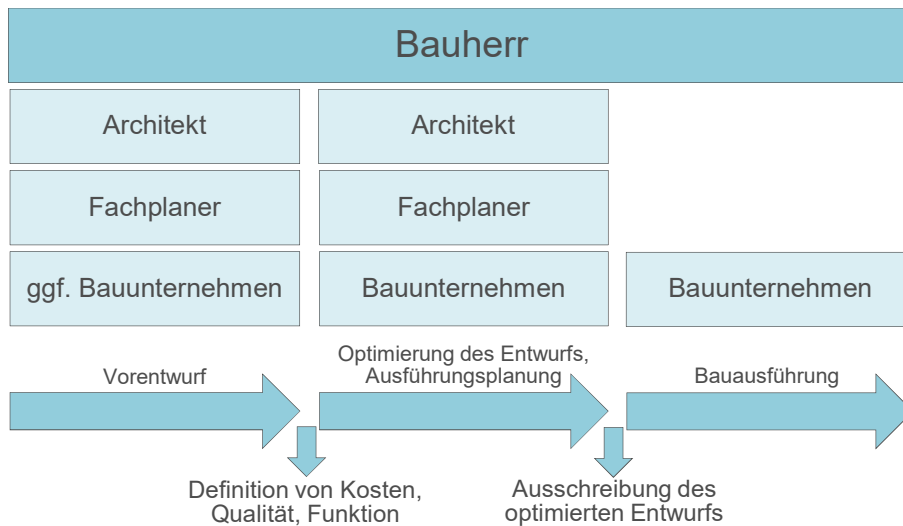 Bauherr
Architekt
Architekt
Fachplaner
Fachplaner
ggf. Bauunternehmen
Bauunternehmen
Bauunternehmen
Vorentwurf
Optimierung des Entwurfs,
Ausführungsplanung
Bauausführung
Definition von Kosten,
Qualität, Funktion
Ausschreibung des
optimierten Entwurfs